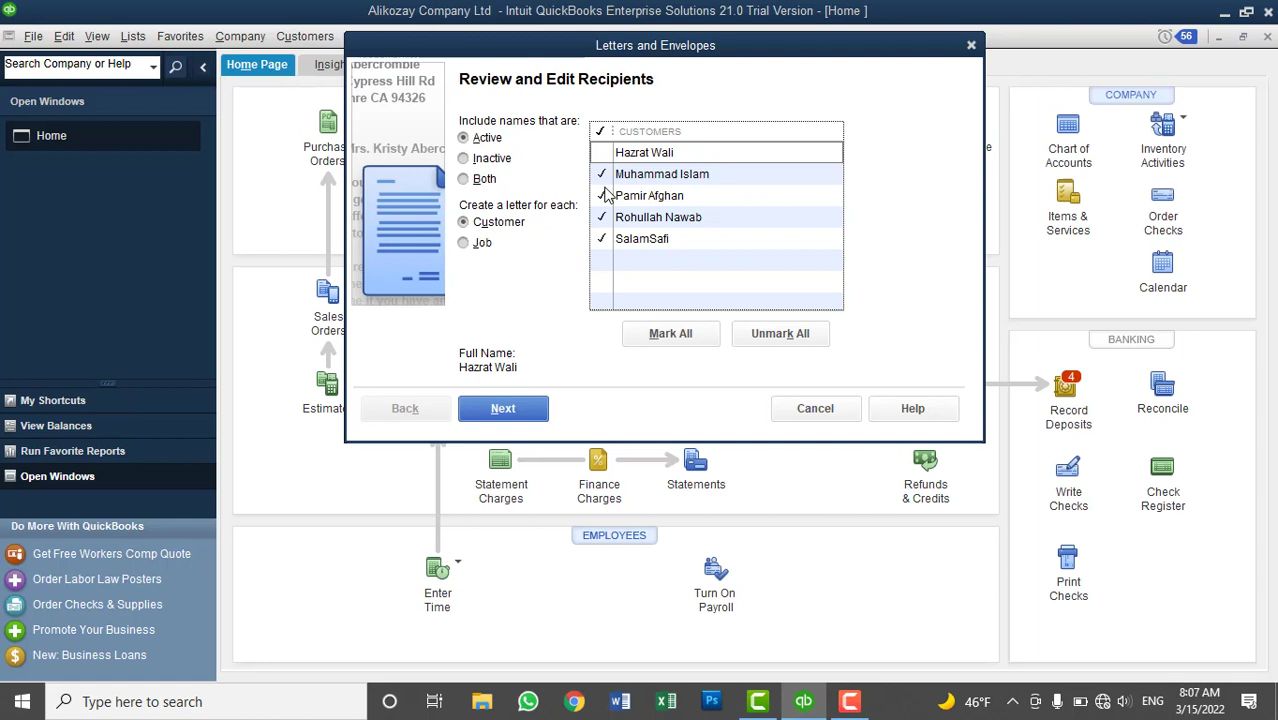 Alikozay Company Ltd - Intuit QuickBooks Enterprise Solutions 21.0 Trial Version - [Home ]
File Edit View Lists Favorites Company Customers
56
Search Company or Help
Home Page
Insigh
Open Windows
Home
My Shortcuts
View Balances
Run Favorite Reports
Open Windows
Do More With QuickBooks
Get Free Workers Comp Quote
Order Labor Law Posters
Order Checks & Supplies
Promote Your Business
New: Business Loans
Purchas
Orders
Sales
Orders
Estimate
Letters and Envelopes
bercrombie
ypress Hill Rd
re CA 94326
Mrs. Kristy Aberc
Review and Edit Recipients
Include names that are:
Active
Inactive
Both
Create a letter for each:
Customer
Job
CUSTOMERS
Hazrat Wali
Muhammad Islam
Pamir Afghan
Rohullah Nawab
SalamSafi
Mark All
Unmark All
Full Name:
Hazrat Wali
Back
Next
Cancel
Help
Statement
Charges
Finance
Charges
Statements
Refunds
& Credits
EMPLOYEES
Enter
Time
Turn On
Payroll
COMPANY
Chart of
Accounts
Inventory
Activities
Items &
Services
Order
Checks
Calendar
BANKING
4
Record
Deposits
Reconcile
Write
Checks
Check
Register
Print
Checks
Type here to search
46°F
ENG
8:07 AM
3/15/2022